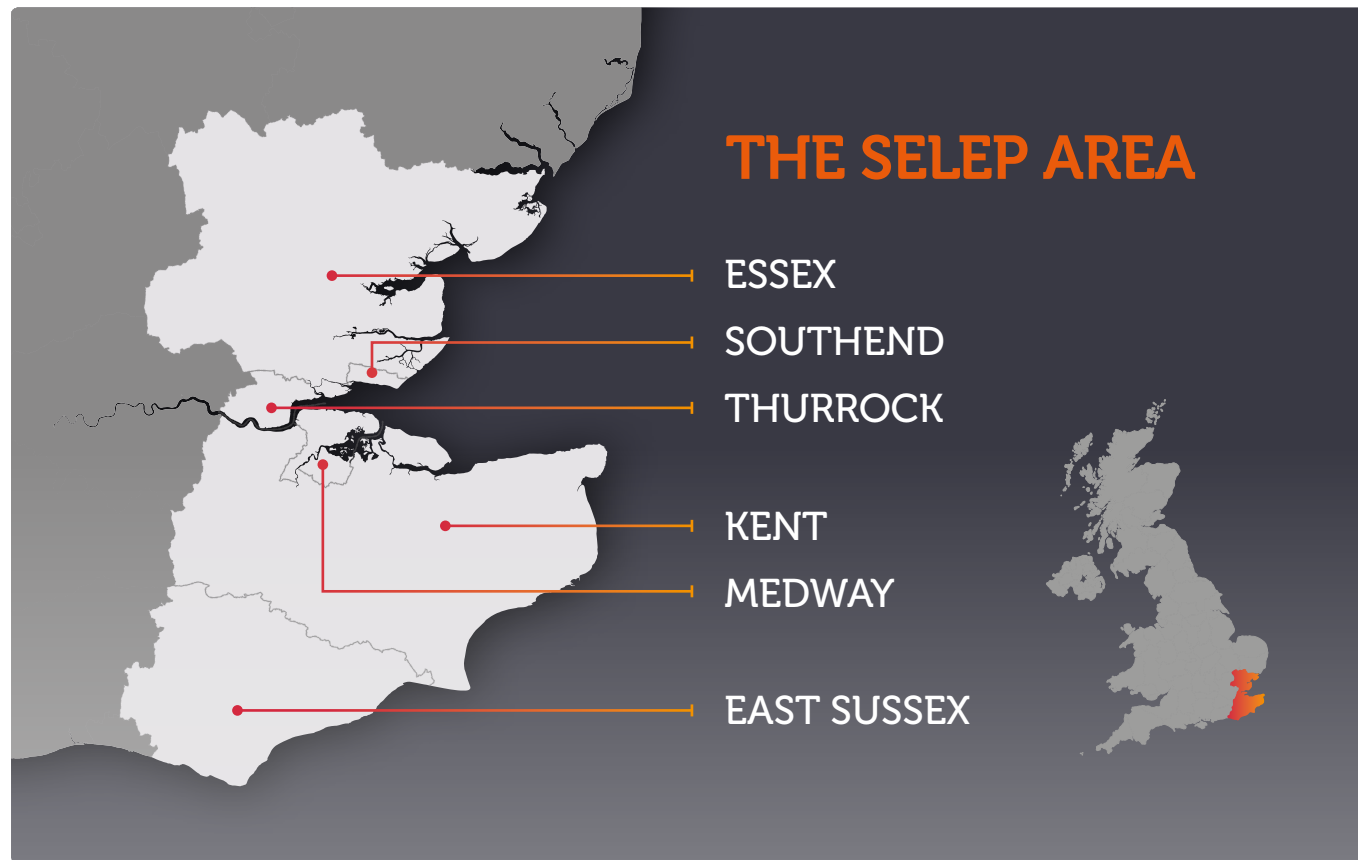 THE SELEP AREA
ESSEX
SOUTHEND
THURROCK
KENT
MEDWAY
EAST SUSSEX